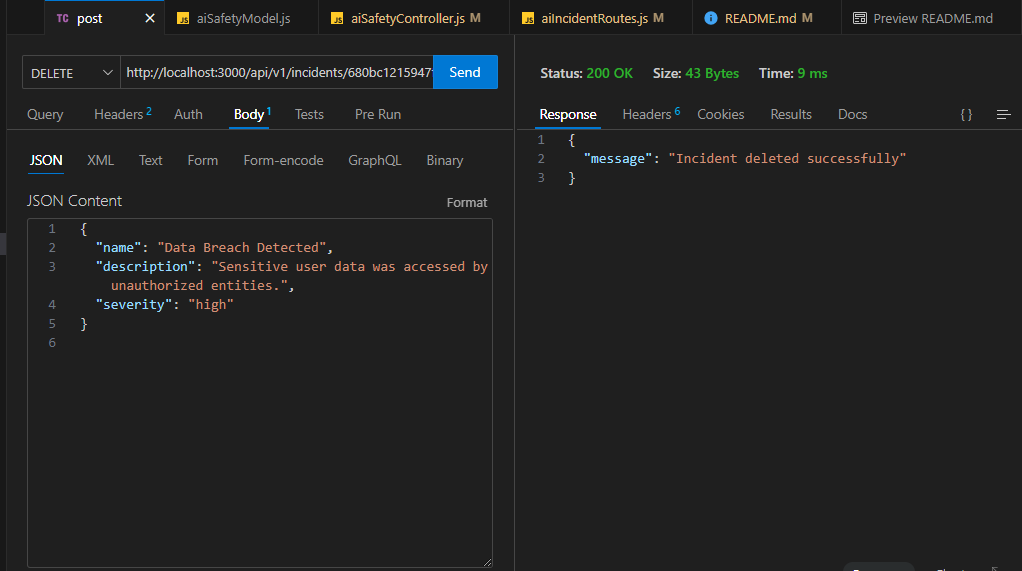 TC post ✕ JS aiSafetyModel.js JS aiSafetyController.js M JS aiIncidentRoutes.js M README.md M Preview README.md
DELETE http://localhost:3000/api/v1/incidents/680bc1215947 Send
Query Headers 2 Auth Body 1 Tests Pre Run
JSON XML Text Form Form-encode GraphQL Binary
JSON Content Format
1 {
2 "name": "Data Breach Detected",
3 "description": "Sensitive user data was accessed by
unauthorized entities.",
4 "severity": "high"
5 }
6
Status: 200 OK Size: 43 Bytes Time: 9 ms
Response Headers 6 Cookies Results Docs { }
1 {
2 "message": "Incident deleted successfully"
3 }